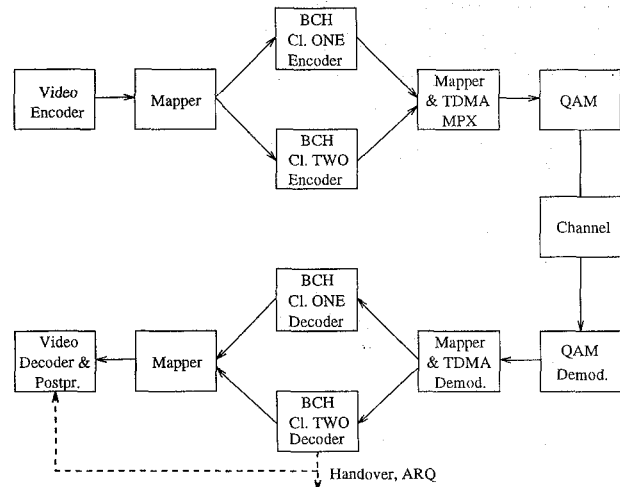 BCH
Cl. ONE
Encoder
Video
Encoder
Mapper
Mapper
& TDMA
MPX
QAM
BCH
Cl. TWO
Encoder
Channel
BCH
Cl. ONE
Decoder
Video
Decoder &
Postpr.
Mapper
Mapper
& TDMA
Demod.
QAM
Demod.
BCH
Cl. TWO
Decoder
Handover, ARQ